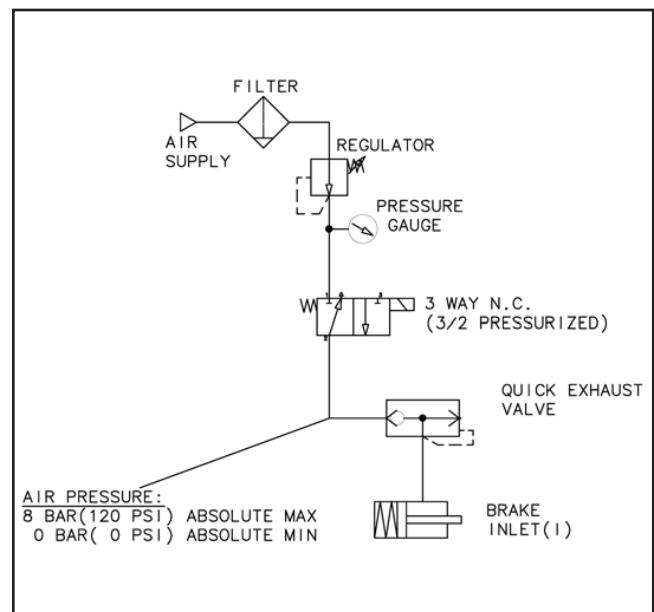 FILTER
AIR
SUPPLY
REGULATOR
PRESSURE
GAUGE
3 WAY N.C.
(3/2 PRESSURIZED)
QUICK EXHAUST
VALVE
AIR PRESSURE:
8 BAR(120 PSI) ABSOLUTE MAX
0 BAR( 0 PSI) ABSOLUTE MIN
BRAKE
INLET(1)